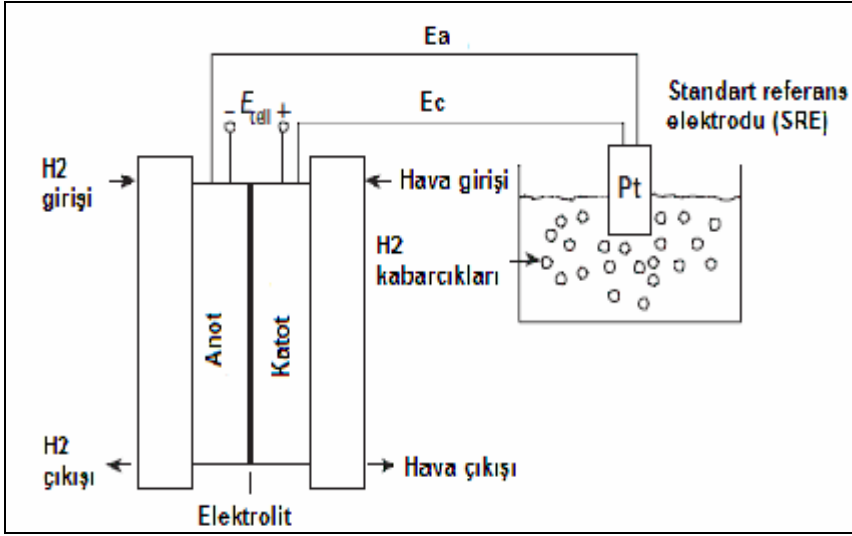 Ea
- Ecell +
Ec
Standart referans
elektrodu (SRE)
H2
girişi
Hava girişi
Pt
H2
kabarcıkları
Anot
Katot
H2
çıkışı
Hava çıkışı
Elektrolit